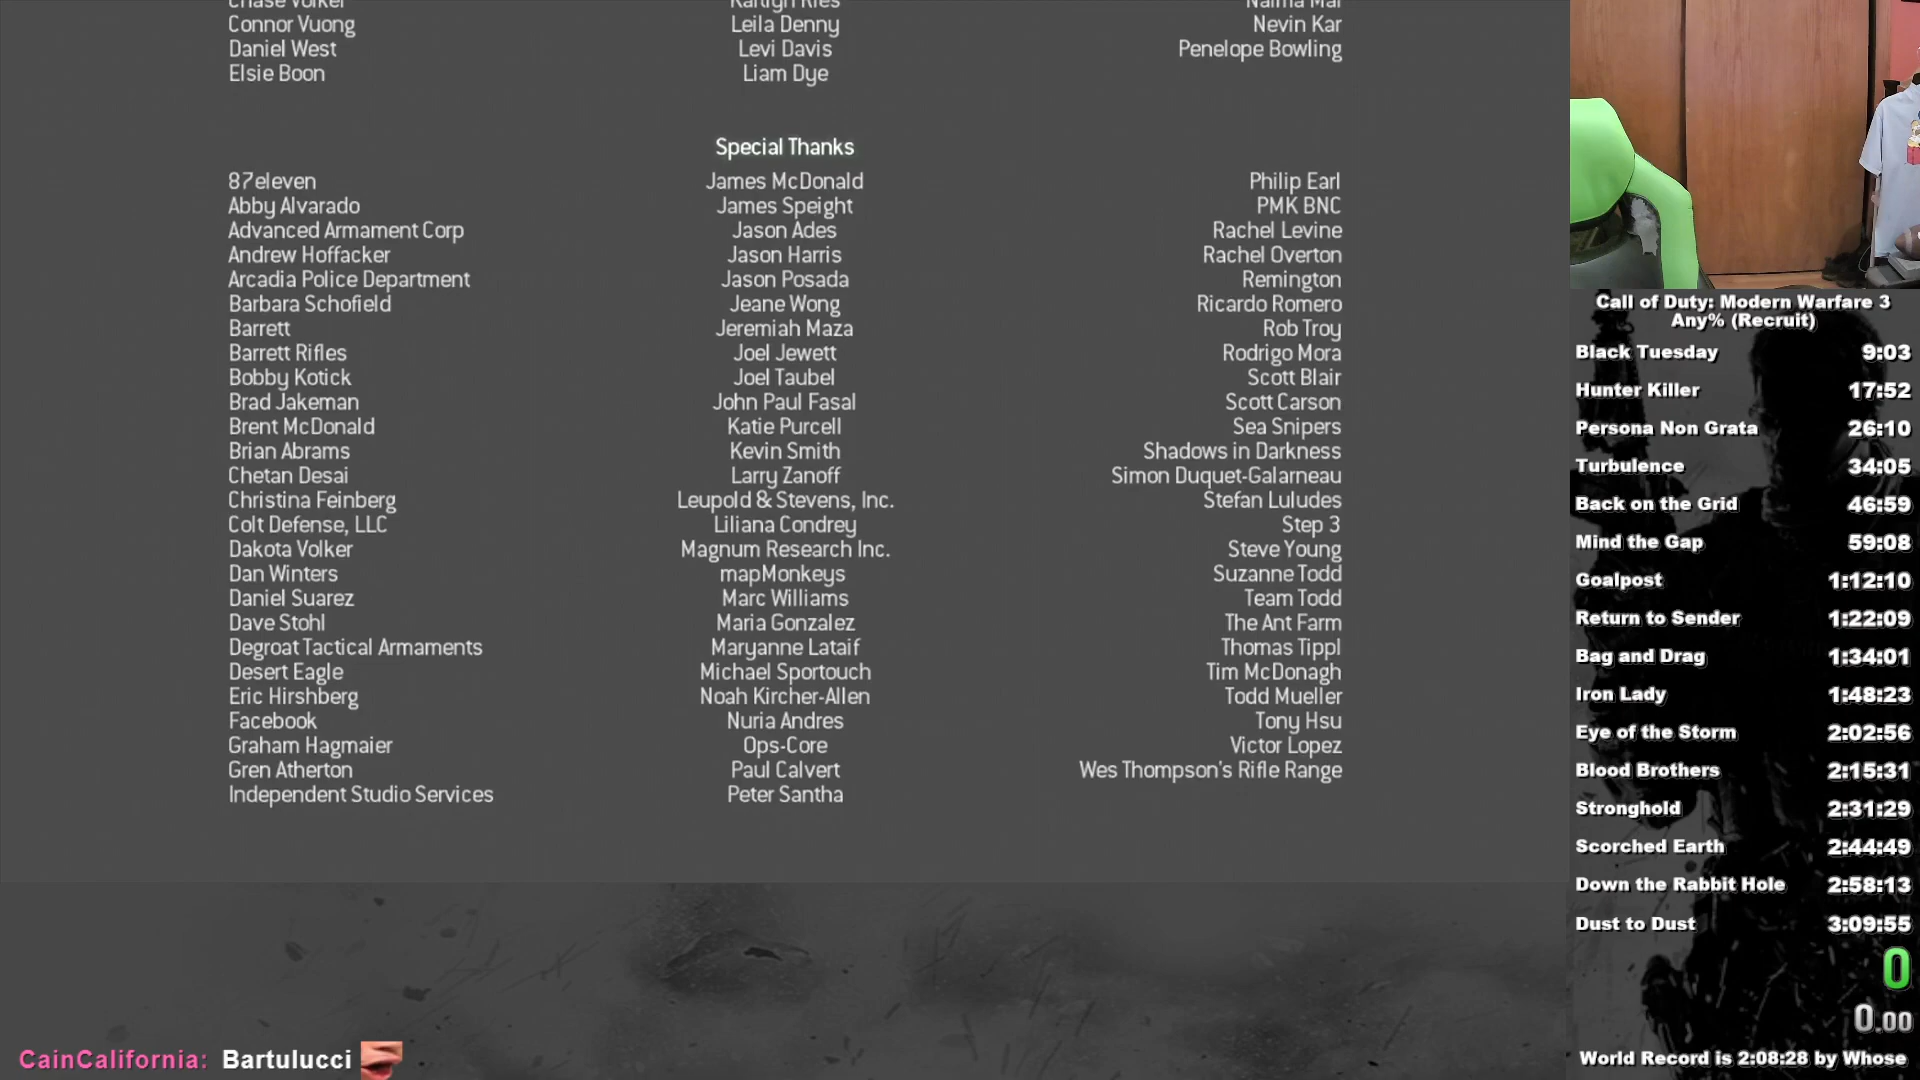 Chase Volker
Kaitlyn Ries
Naima Mai
Connor Vuong
Leila Denny
Nevin Kar
Daniel West
Levi Davis
Penelope Bowling
Elsie Boon
Liam Dye
Special Thanks
87eleven
James McDonald
Philip Earl
Abby Alvarado
James Speight
PMK BNC
Advanced Armament Corp
Jason Ades
Rachel Levine
Andrew Hoffacker
Jason Harris
Rachel Overton
Arcadia Police Department
Jason Posada
Remington
Barbara Schofield
Jeane Wong
Ricardo Romero
Barrett
Jeremiah Maza
Rob Troy
Barrett Rifles
Joel Jewett
Rodrigo Mora
Bobby Kotick
Joel Taubel
Scott Blair
Brad Jakeman
John Paul Fasal
Scott Carson
Brent McDonald
Katie Purcell
Sea Snipers
Brian Abrams
Kevin Smith
Shadows in Darkness
Chetan Desai
Larry Zanoff
Simon Duquet-Galarneau
Christina Feinberg
Leupold & Stevens, Inc.
Stefan Luludes
Colt Defense, LLC
Liliana Condrey
Step 3
Dakota Volker
Magnum Research Inc.
Steve Young
Dan Winters
mapMonkeys
Suzanne Todd
Daniel Suarez
Marc Williams
Team Todd
Dave Stohl
Maria Gonzalez
The Ant Farm
Degroat Tactical Armaments
Maryanne Lataif
Thomas Tippl
Desert Eagle
Michael Sportouch
Tim McDonagh
Eric Hirshberg
Noah Kircher-Allen
Todd Mueller
Facebook
Nuria Andres
Tony Hsu
Graham Hagmaier
Ops-Core
Victor Lopez
Gren Atherton
Paul Calvert
Wes Thompson's Rifle Range
Independent Studio Services
Peter Santha
CainCalifornia: Bartulucci
Call of Duty: Modern Warfare 3
Any% (Recruit)
Black Tuesday 9:03
Hunter Killer 17:52
Persona Non Grata 26:10
Turbulence 34:05
Back on the Grid 46:59
Mind the Gap 59:08
Goalpost 1:12:10
Return to Sender 1:22:09
Bag and Drag 1:34:01
Iron Lady 1:48:23
Eye of the Storm 2:02:56
Blood Brothers 2:15:31
Stronghold 2:31:29
Scorched Earth 2:44:49
Down the Rabbit Hole 2:58:13
Dust to Dust 3:09:55
0
0.00
World Record is 2:08:28 by Whose